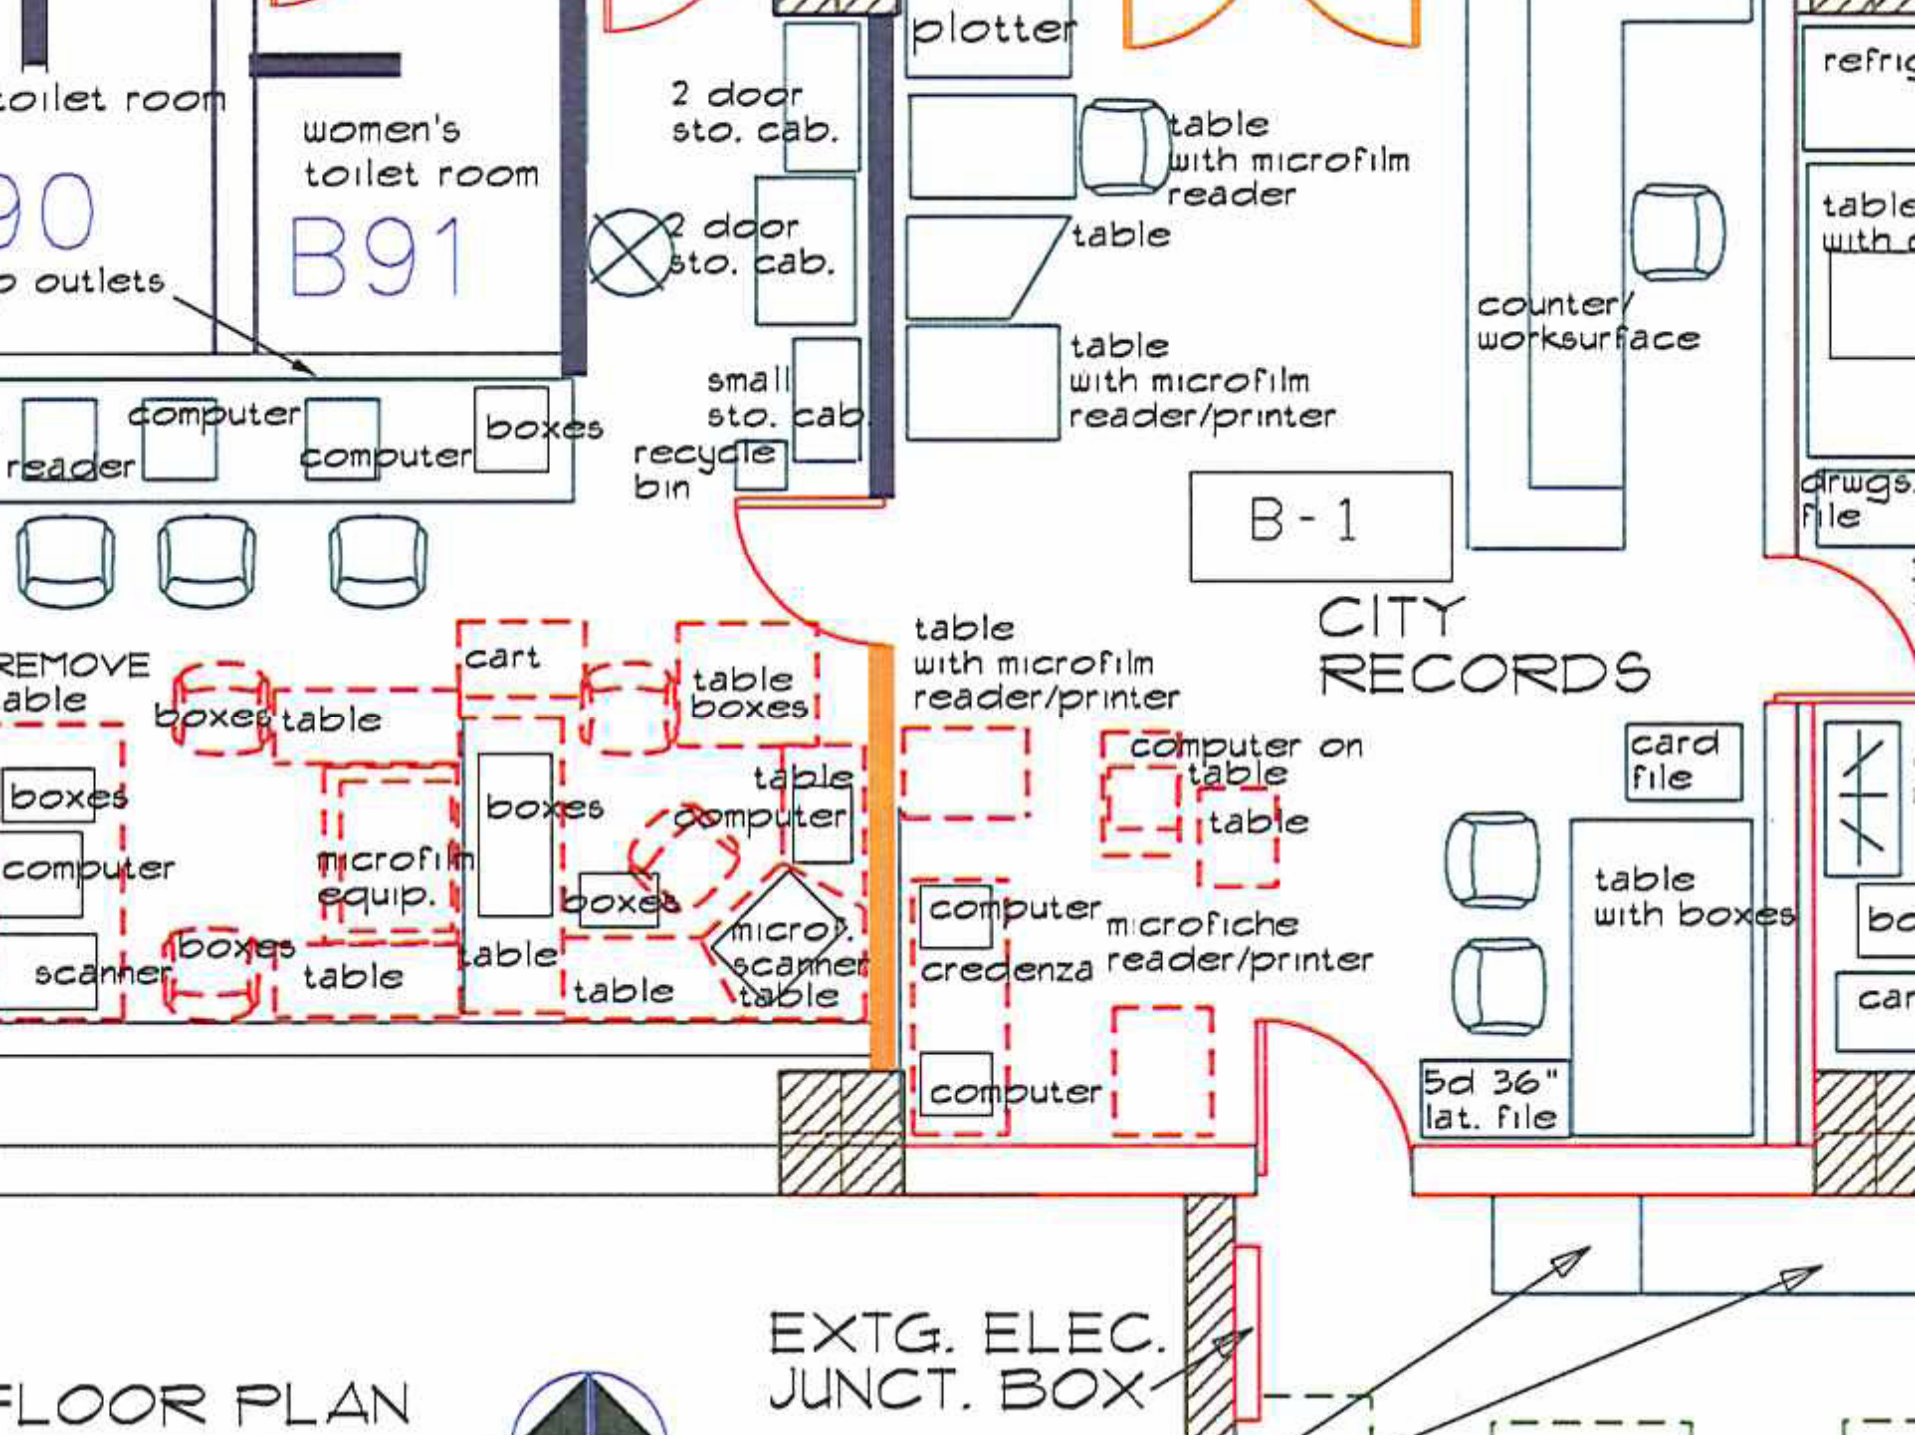 plotter
refrig
toilet room
2 door
sto. cab.
women's
toilet room
table
with microfilm
reader
90
B91
2 door
sto. cab.
table
table
with
outlets
counter/
worksurface
table
with microfilm
reader/printer
small
sto. cab.
computer
boxes
reader
computer
recycle
bin
drwgs.
file
B-1
CITY
RECORDS
table
with microfilm
reader/printer
REMOVE
table
cart
table
boxes
boxes
table
computer on
table
card
file
table
boxes
boxes
computer
table
computer
microfilm
equip.
boxes
table
with boxes
computer
microfiche
reader/printer
micro f.
scanner
table
boxes
scanner
table
table
table
credenza
computer
5d 36"
lat. file
EXTG. ELEC.
JUNCT. BOX
FLOOR PLAN